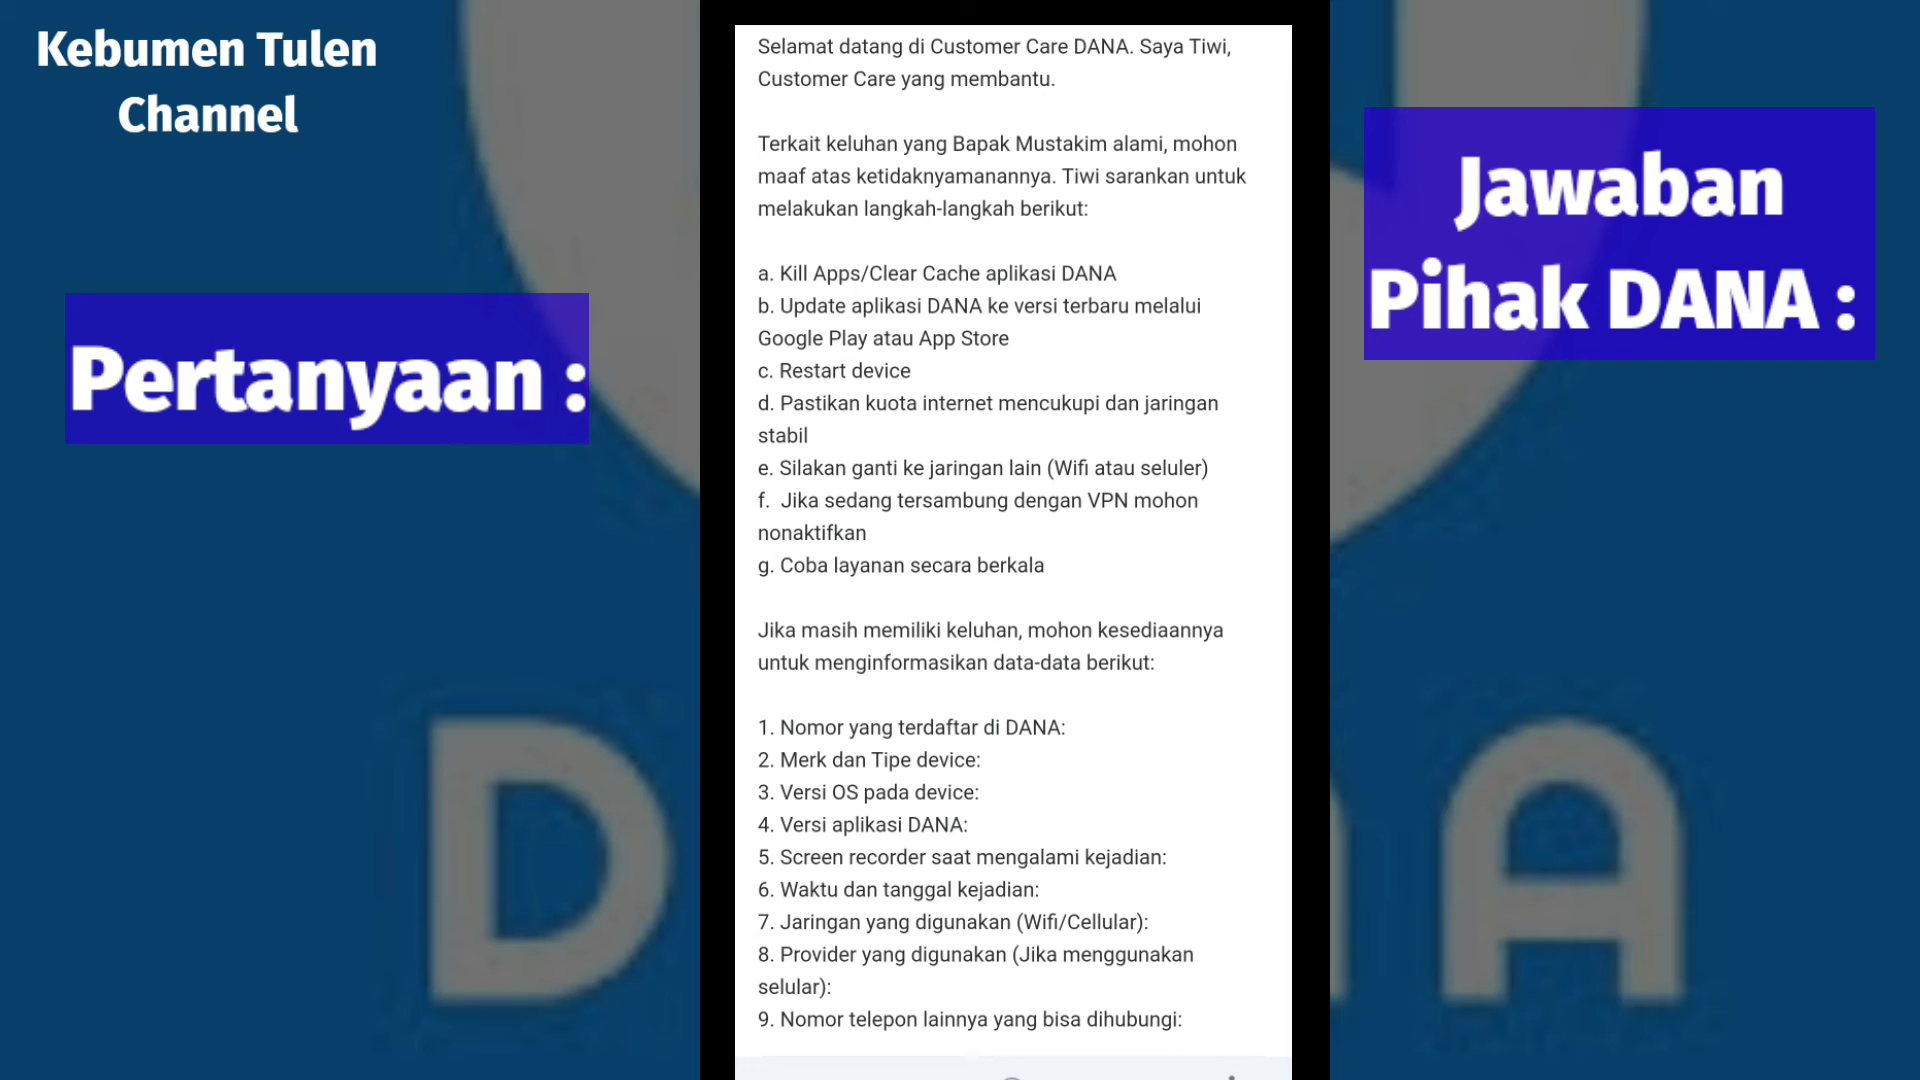 Kebumen Tulen
Channel
Pertanyaan :
Selamat datang di Customer Care DANA. Saya Tiwi,
Customer Care yang membantu.
Terkait keluhan yang Bapak Mustakim alami, mohon
maaf atas ketidaknyamanannya. Tiwi sarankan untuk
melakukan langkah-langkah berikut:
a. Kill Apps/Clear Cache aplikasi DANA
b. Update aplikasi DANA ke versi terbaru melalui
Google Play atau App Store
c. Restart device
d. Pastikan kuota internet mencukupi dan jaringan
stabil
e. Silakan ganti ke jaringan lain (Wifi atau seluler)
f.  Jika sedang tersambung dengan VPN mohon
nonaktifkan
g. Coba layanan secara berkala
Jika masih memiliki keluhan, mohon kesediaannya
untuk menginformasikan data-data berikut:
1. Nomor yang terdaftar di DANA:
2. Merk dan Tipe device:
3. Versi OS pada device:
4. Versi aplikasi DANA:
5. Screen recorder saat mengalami kejadian:
6. Waktu dan tanggal kejadian:
7. Jaringan yang digunakan (Wifi/Cellular):
8. Provider yang digunakan (Jika menggunakan
selular):
9. Nomor telepon lainnya yang bisa dihubungi:
Jawaban
Pihak DANA :
D A